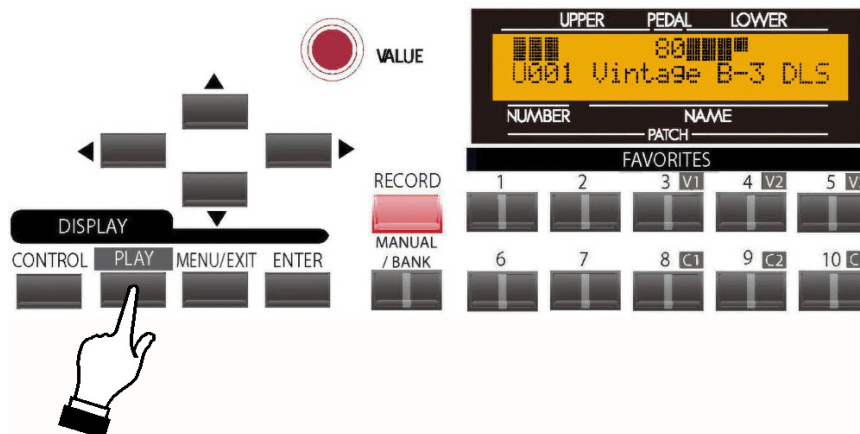 VALUE
UPPER PEDAL LOWER
80
U001 Vintage B-3 DLS
NUMBER NAME
PATCH
FAVORITES
RECORD
1 2 3 V1 4 V2 5
DISPLAY
MANUAL
/ BANK
CONTROL PLAY MENU/EXIT ENTER
6 7 8 C1 9 C2 10